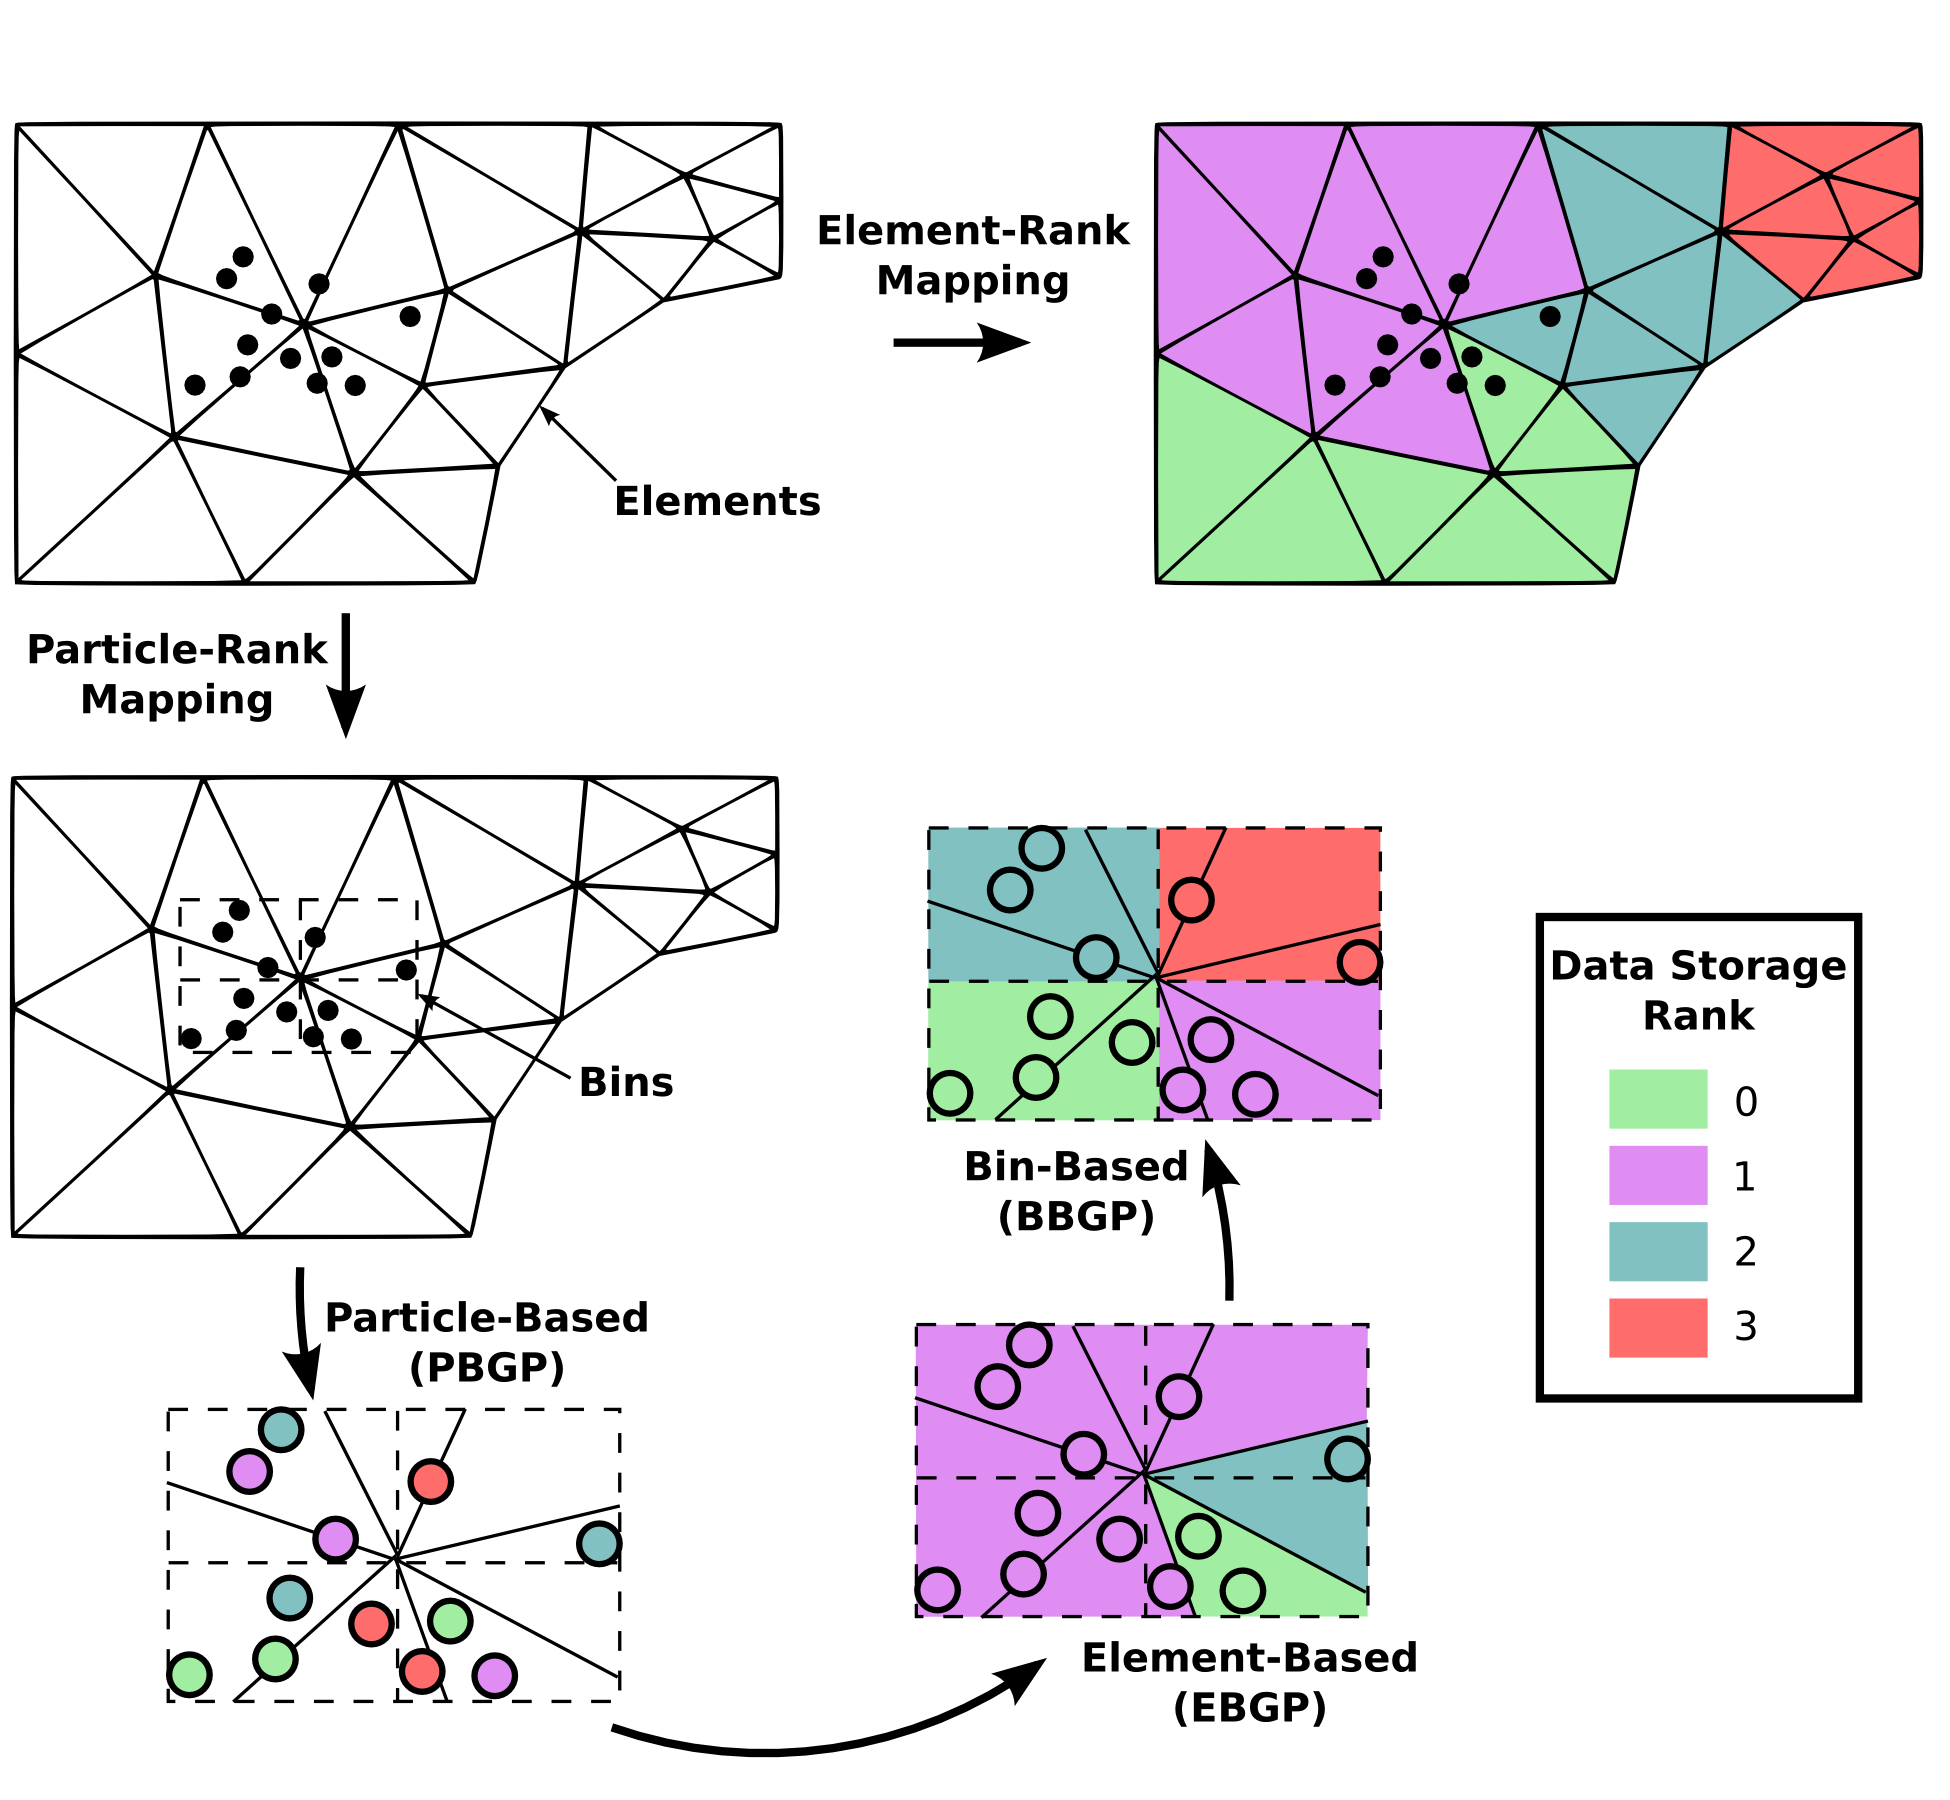 Element-Rank
Mapping
Elements
Particle-Rank
Mapping
Bins
Bin-Based
(BBGP)
Data Storage
Rank
0
1
2
3
Particle-Based
(PBGP)
Element-Based
(EBGP)